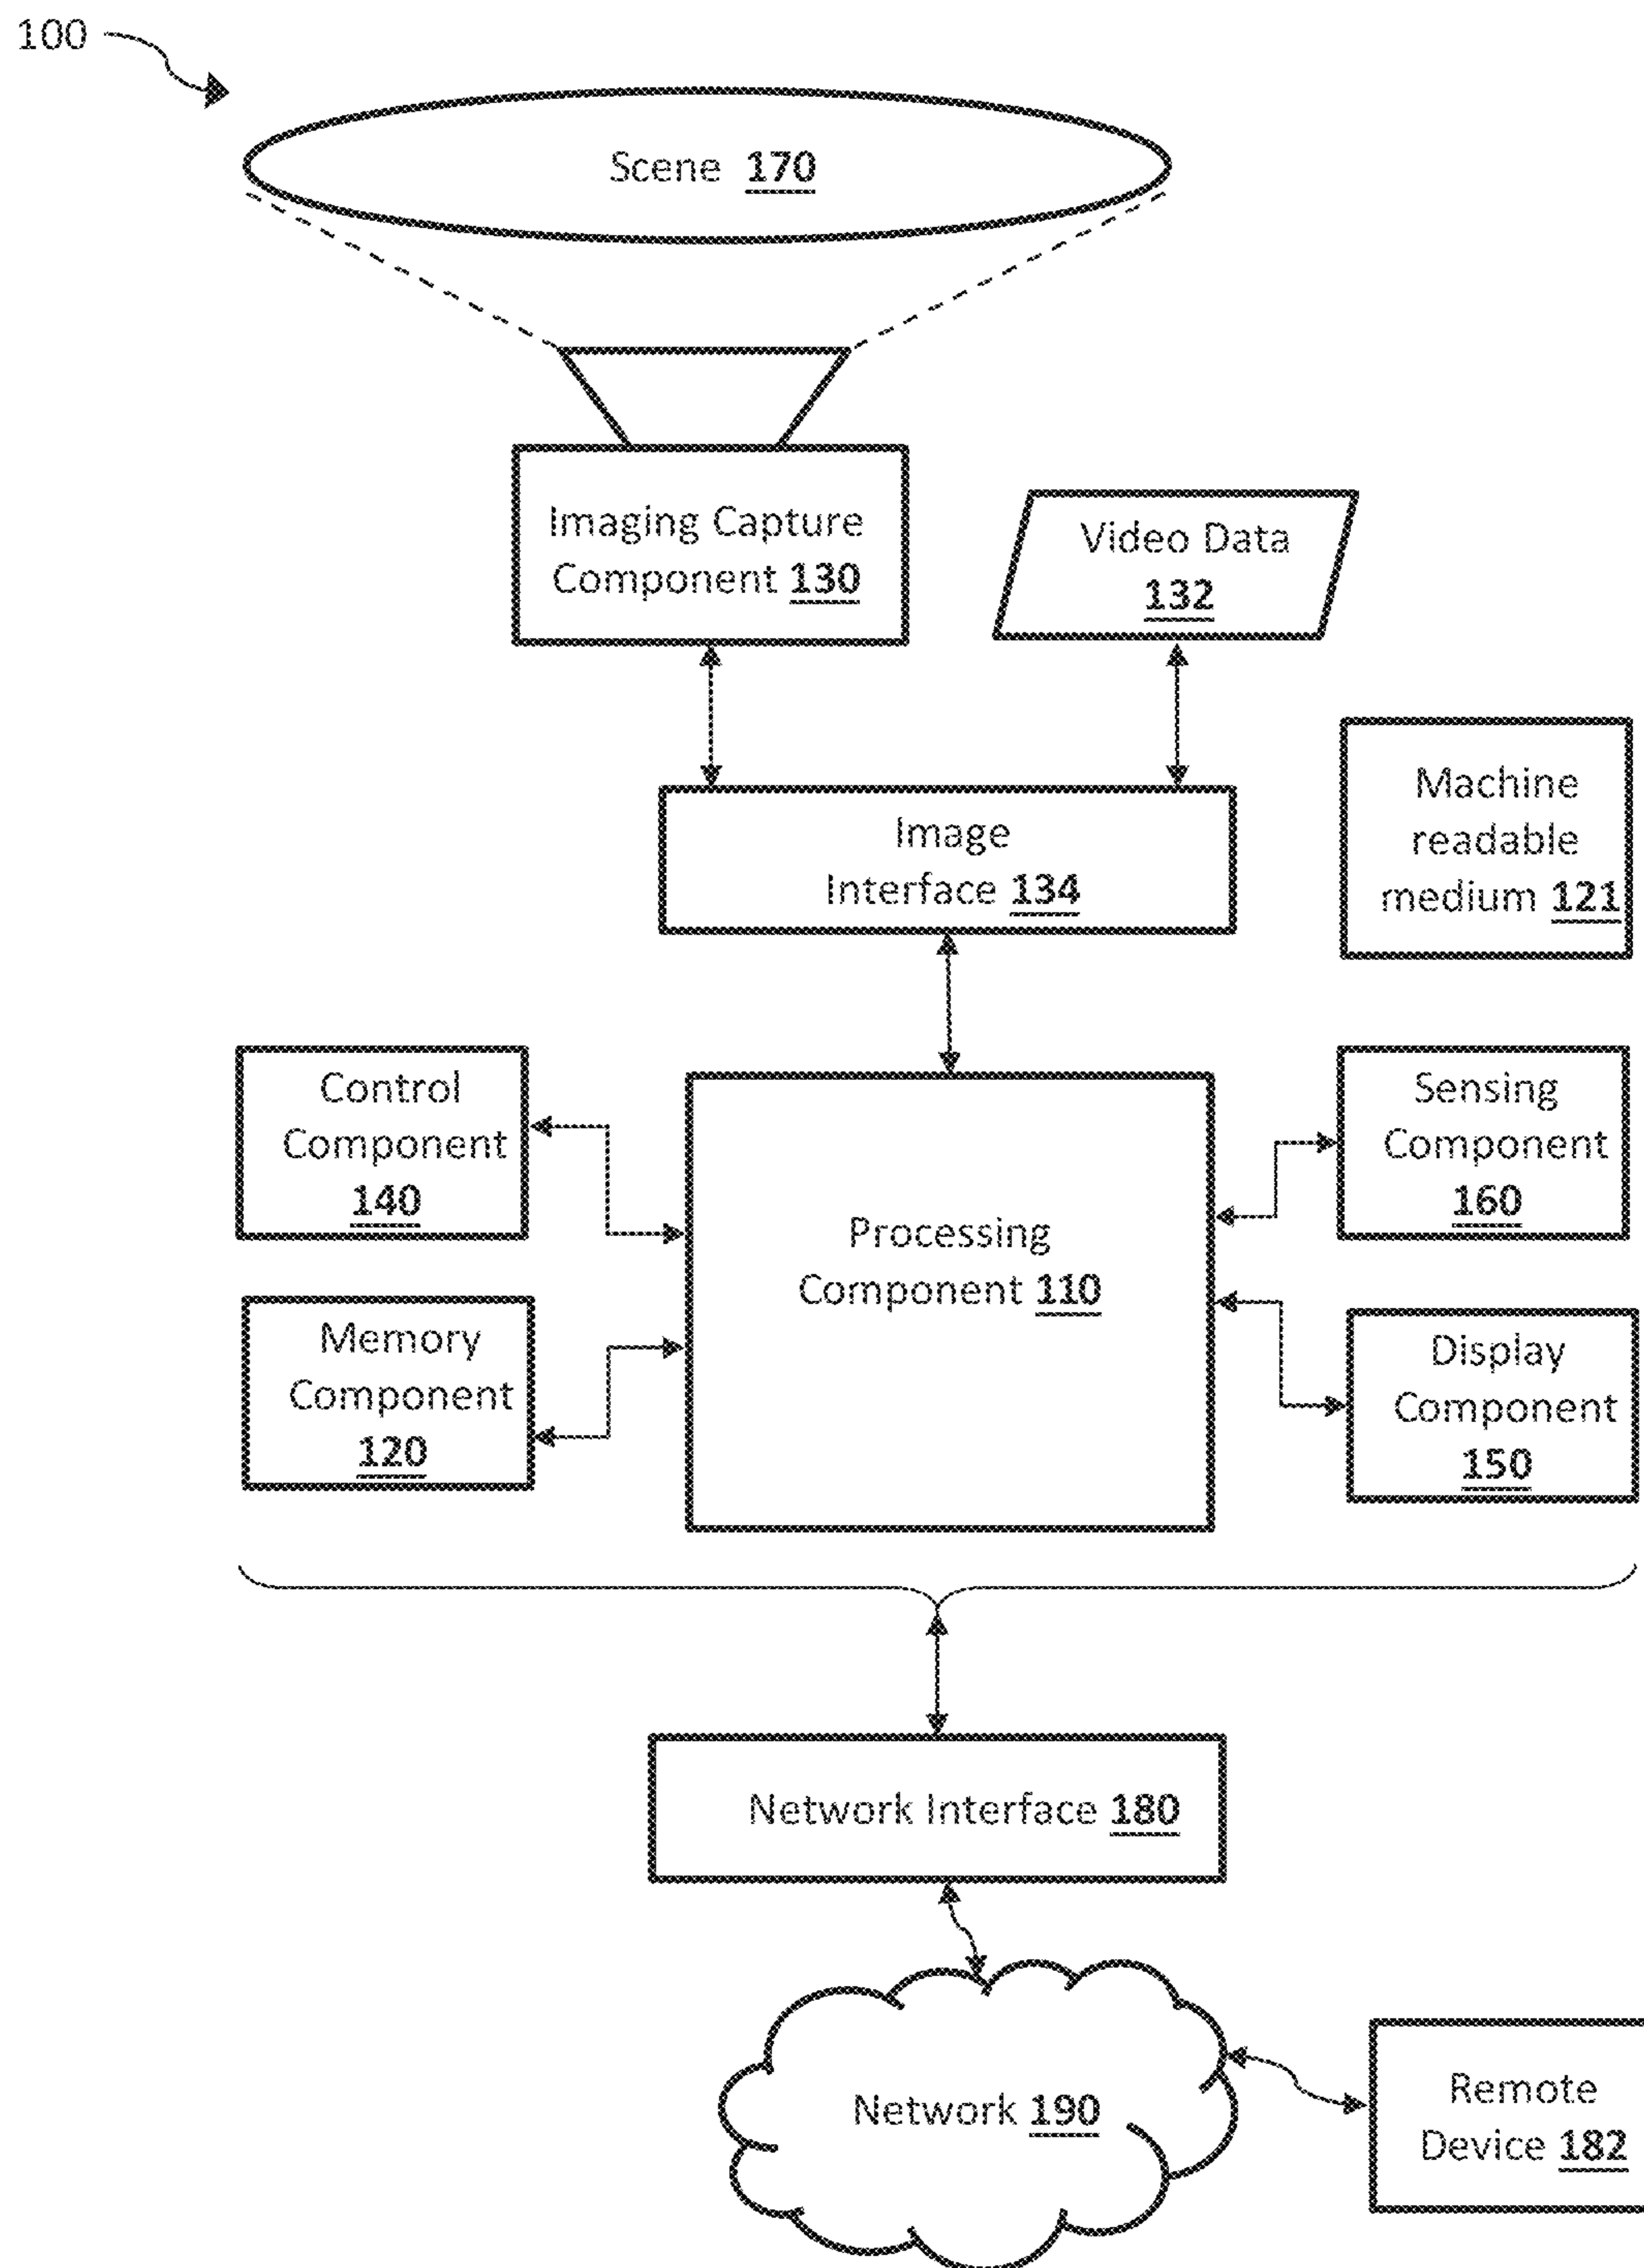 100
Scene 170
Imaging Capture
Component 130
Video Data
132
Image
Interface 134
Machine
readable
medium 121
Control
Component
140
Processing
Component 110
Sensing
Component
160
Memory
Component
120
Display
Component
150
Network Interface 180
Network 190
Remote
Device 182